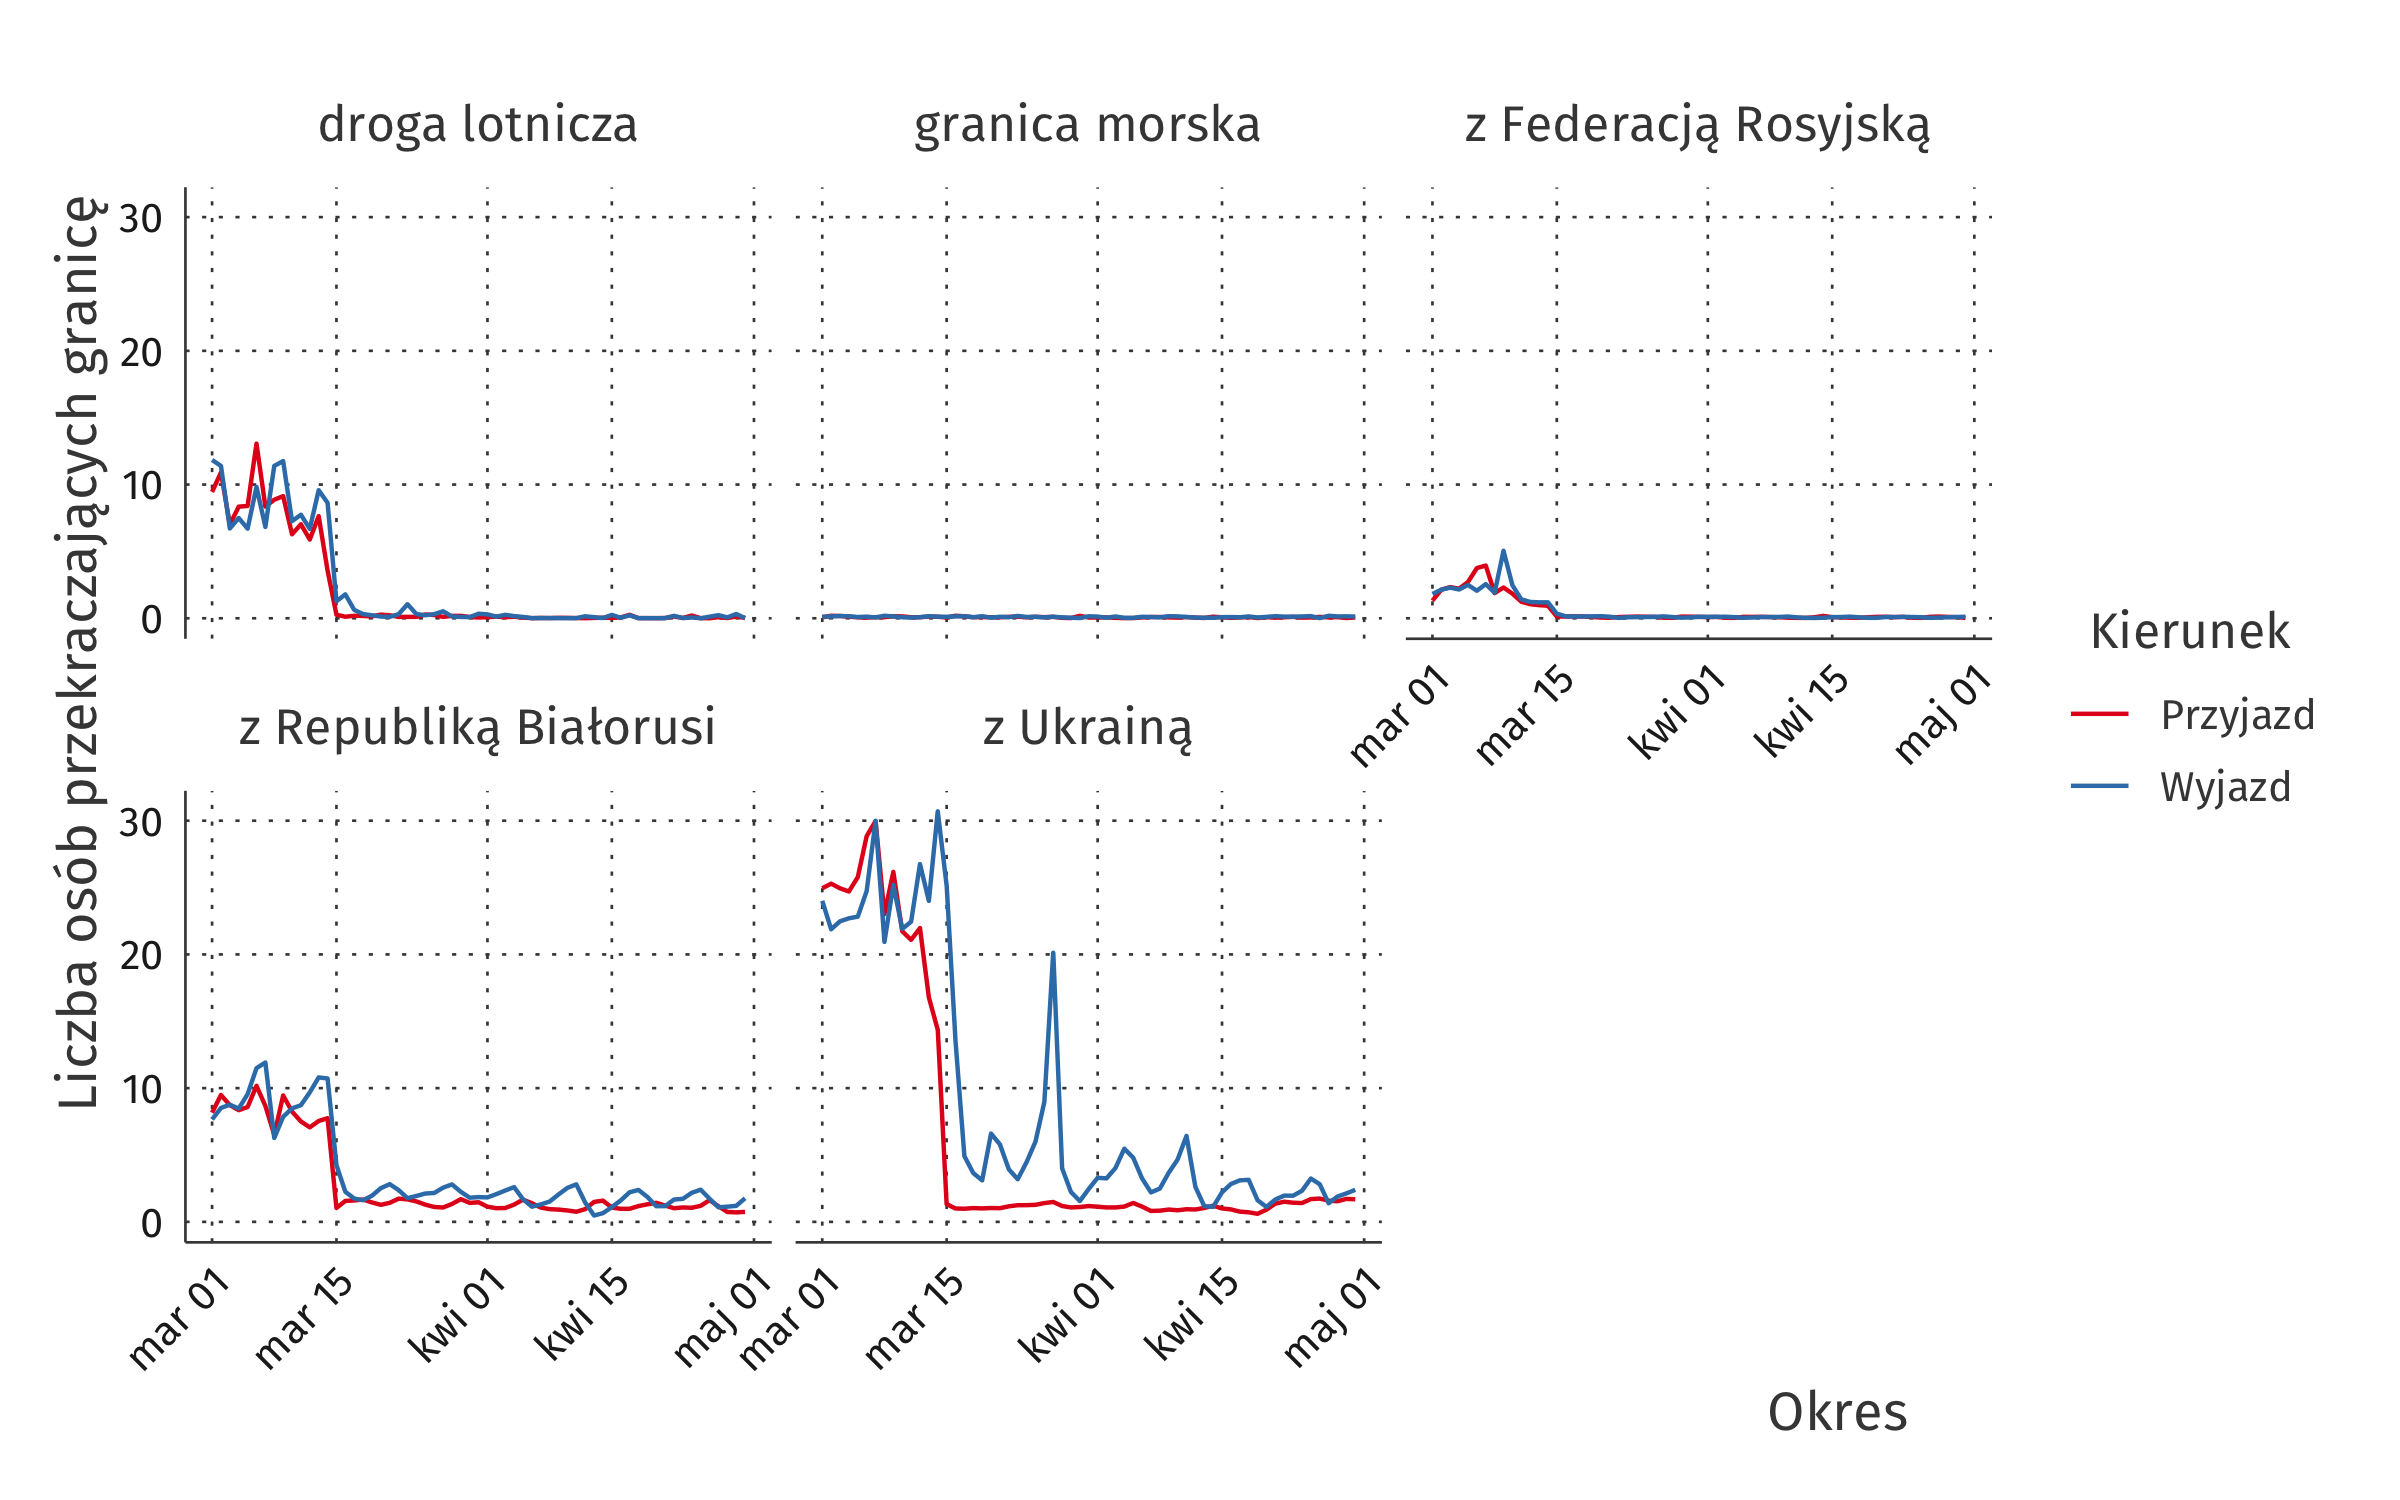 droga lotnicza
granica morska
z Federacją Rosyjską
Liczba osób przekraczających granicę
30
20
10
0
mar 01
mar 15
kwi 01
kwi 15
maj 01
z Republiką Białorusi
z Ukrainą
30
20
10
0
mar 01
mar 15
kwi 01
kwi 15
maj 01
mar 01
mar 15
kwi 01
kwi 15
maj 01
Okres
Kierunek
Przyjazd
Wyjazd